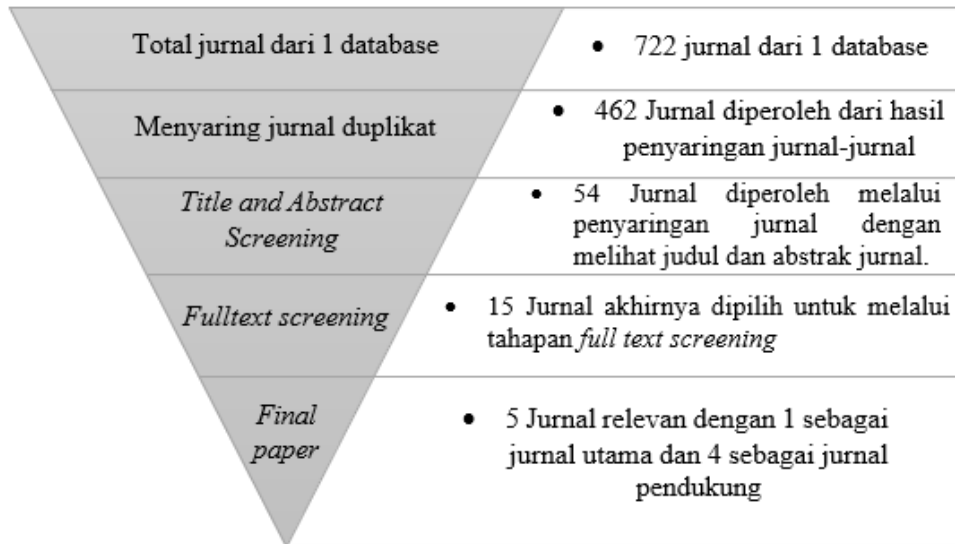 Total jurnal dari 1 database
• 722 jurnal dari 1 database
Menyaring jurnal duplikat
• 462 Jurnal diperoleh dari hasil
penyaringan jurnal-jurnal
Title and Abstract
Screening
• 54 Jurnal diperoleh melalui
penyaringan jurnal dengan
melihat judul dan abstrak jurnal.
Fulltext screening
• 15 Jurnal akhirnya dipilih untuk melalui
tahapan full text screening
Final
paper
• 5 Jurnal relevan dengan 1 sebagai
jurnal utama dan 4 sebagai jurnal
pendukung